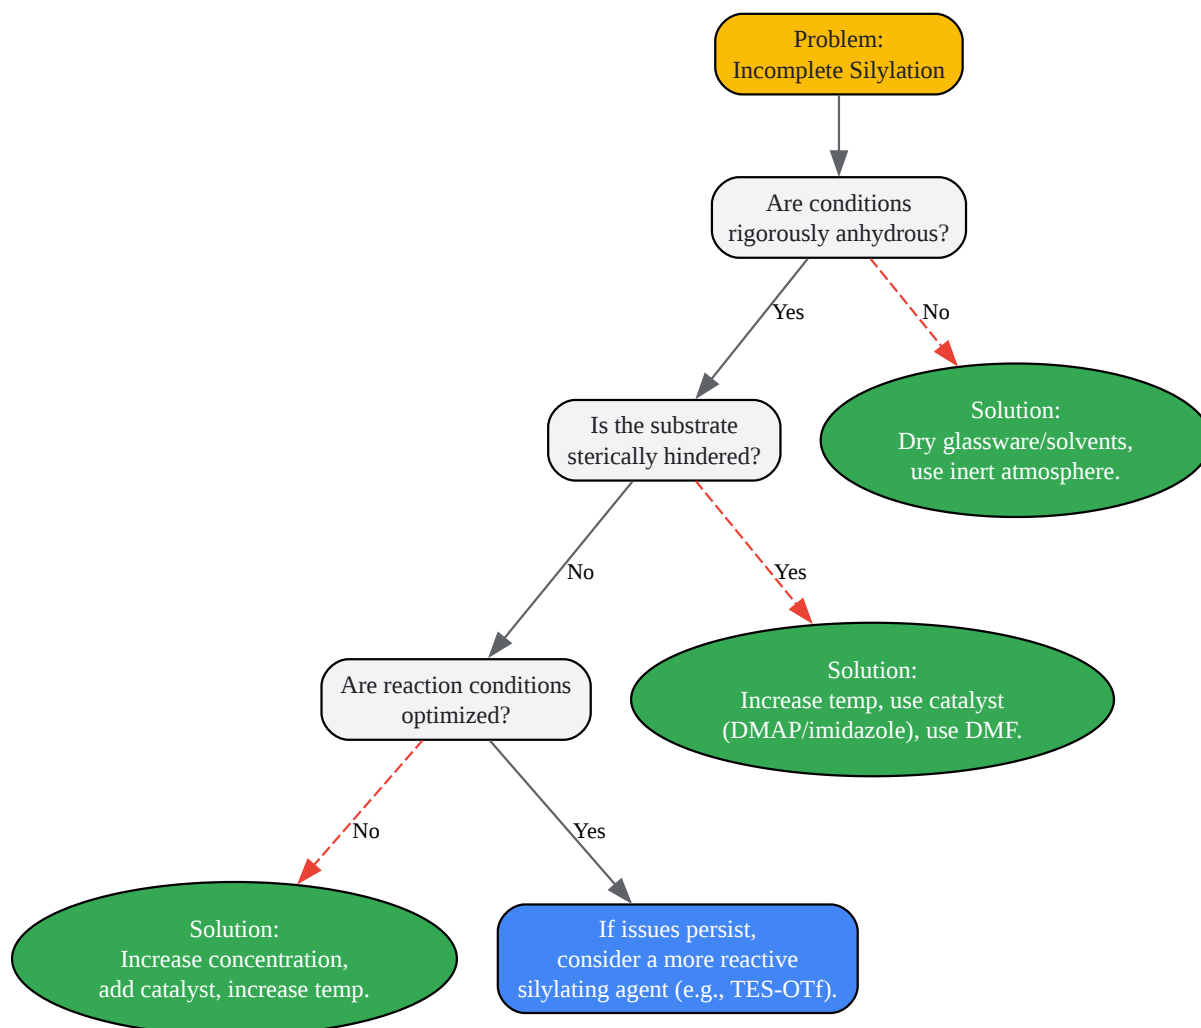 Problem:
Incomplete Silylation
Are conditions
rigorously anhydrous?
Yes
No
Solution:
Dry glassware/solvents,
use inert atmosphere.
Is the substrate
sterically hindered?
No
Yes
Solution:
Increase temp, use catalyst
(DMAP/imidazole), use DMF.
Are reaction conditions
optimized?
No
Yes
Solution:
Increase concentration,
add catalyst, increase temp.
If issues persist,
consider a more reactive
silylating agent (e.g., TES-OTf).